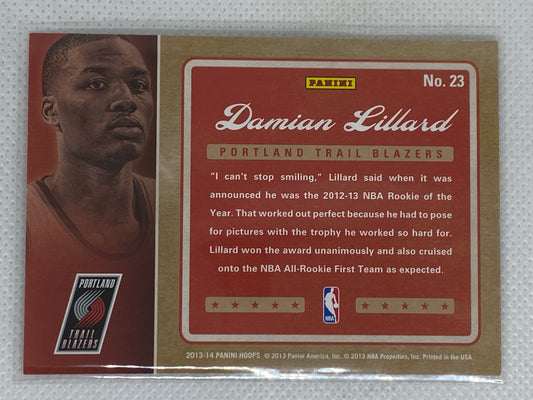 PANINI
No. 23
Damian Lillard
PORTLAND TRAIL BLAZERS
"I can't stop smiling," Lillard said when it was
announced he was the 2012-13 NBA Rookie of the
Year. That worked out perfect because he had to pose
for pictures with the trophy he worked so hard for.
Lillard won the award unanimously and also cruised
onto the NBA All-Rookie First Team as expected.
NBA
PORTLAND
TRAIL
BLAZERS
2013-14 PANINI HOOPS © 2013 Panini America, Inc. © 2013 NBA Properties, Inc. Printed in the USA.